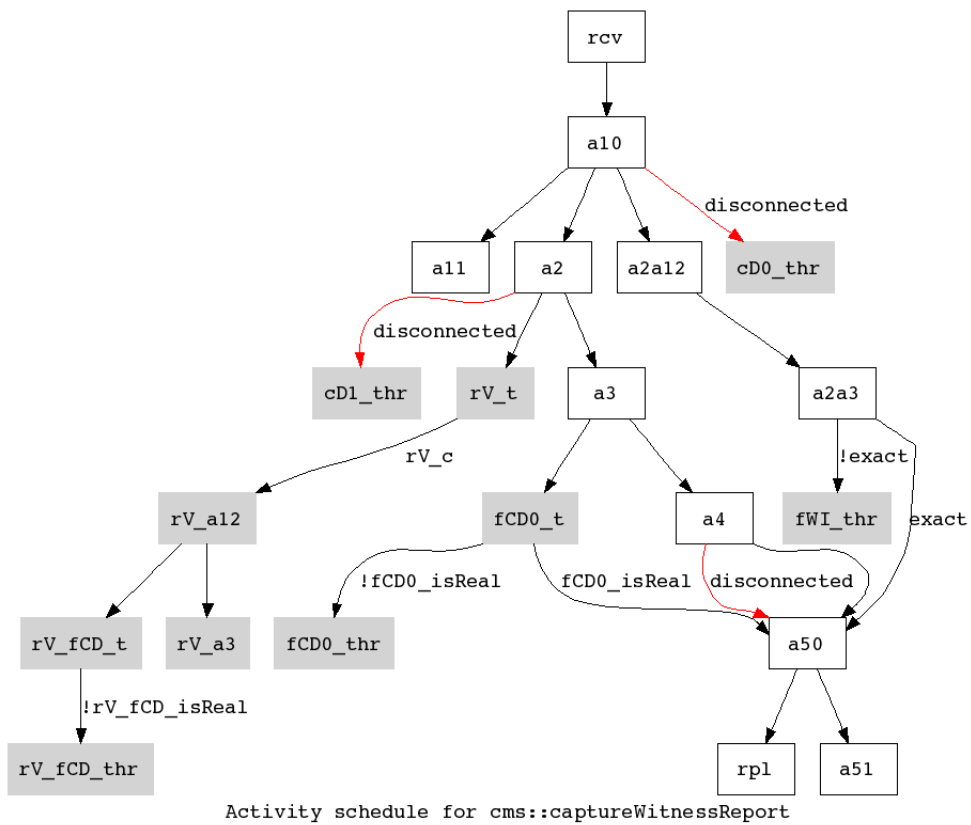 rcv
a10
disconnected
a11
a2
a2a12
cD0_thr
disconnected
cD1_thr
rV_t
a3
a2a3
rV_c
!exact
rV_a12
fCD0_t
a4
fWI_thr
exact
!fCD0_isReal
fCD0_isReal
disconnected
rV_fCD_t
rV_a3
fCD0_thr
a50
!rV_fCD_isReal
rV_fCD_thr
rpl
a51
Activity schedule for cms::captureWitnessReport